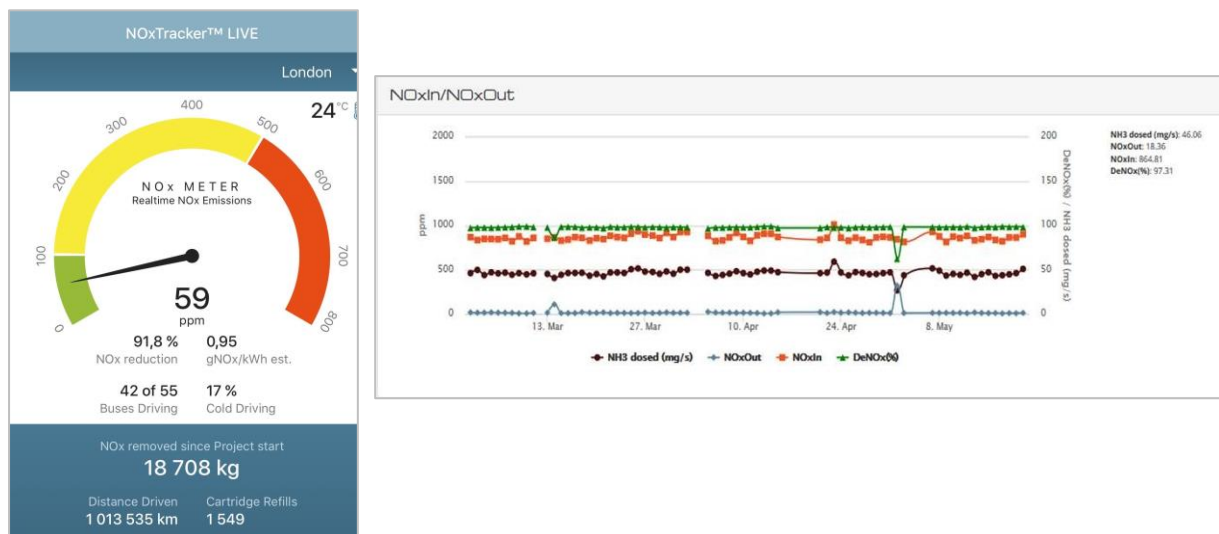 NOxTracker™ LIVE
London
24°C
0
100
200
300
400
500
600
700
800
NOx METER
Realtime NOx Emissions
59
ppm
91,8 % 0,95
NOx reduction gNOx/kWh est.
42 of 55 17 %
Buses Driving Cold Driving
NOx removed since Project start
18 708 kg
Distance Driven Cartridge Refills
1 013 535 km 1 549
NOxIn/NOxOut
2000
1500
1000
500
0
ppm
200
150
100
50
0
DeNOx(%) / NH3 dosed (mg/s)
13. Mar 27. Mar 10. Apr 24. Apr 8. May
NH3 dosed (mg/s) NOxOut NOxIn DeNOx(%)
NH3 dosed (mg/s): 46.06
NOxOut: 18.36
NOxIn: 864.81
DeNOx(%): 97.31